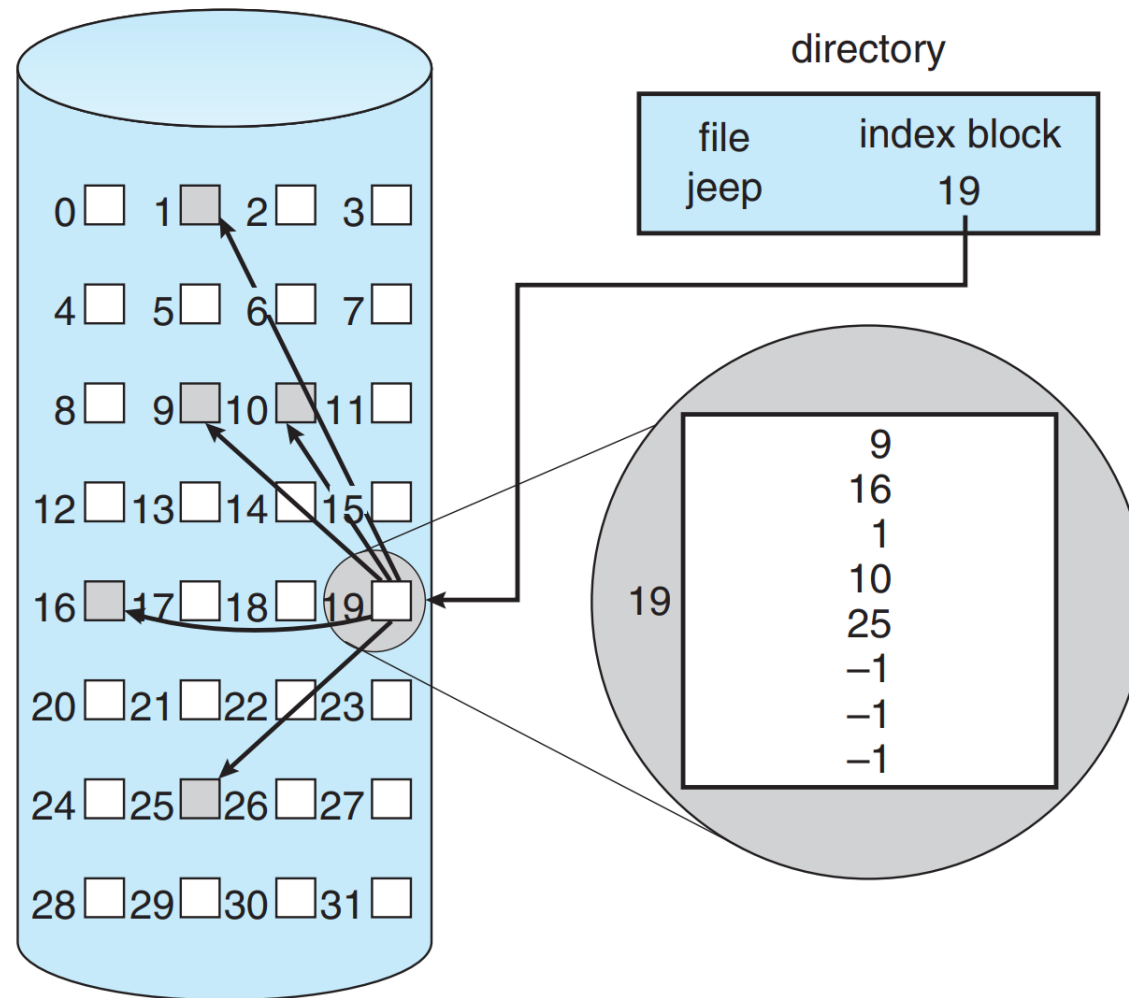 directory
file index block
jeep 19
0 1 2 3
4 5 6 7
8 9 10 11
12 13 14 15
16 17 18 19
20 21 22 23
24 25 26 27
28 29 30 31
19
9
16
1
10
25
–1
–1
–1